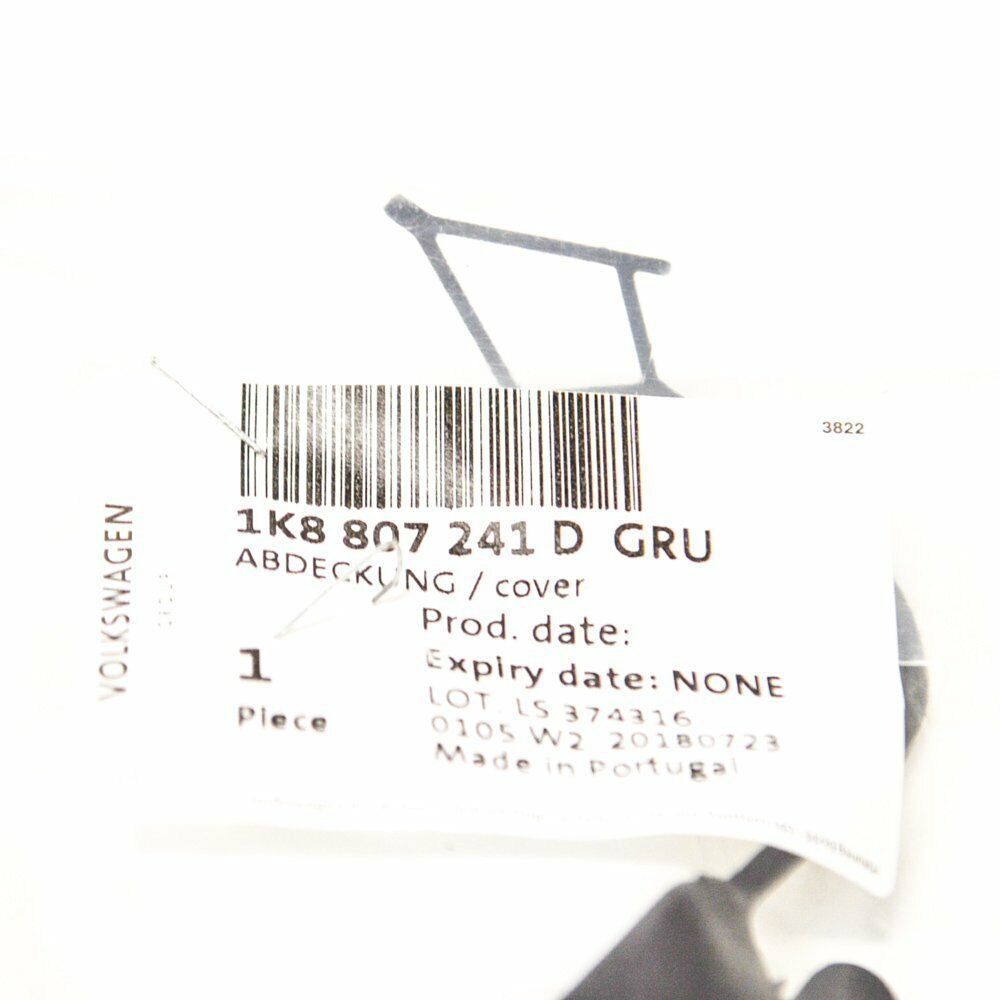 3822
1K8 807 241 D GRU
ABDECKUNG / cover
Prod. date:
1
Expiry date: NONE
Piece
LOT. LS 374316
0105 W2 20180723
Made in Portugal
VOLKSWAGEN